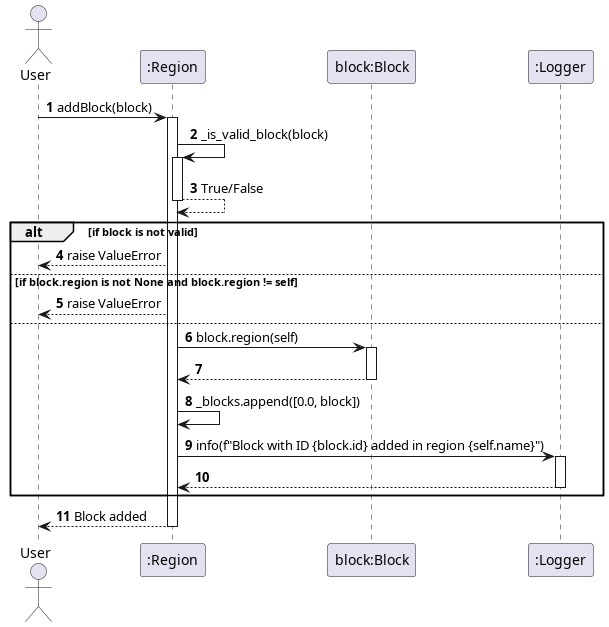 User
:Region
block:Block
:Logger
1 addBlock(block)
2 _is_valid_block(block)
3 True/False
alt
[if block is not valid]
4 raise ValueError
[if block.region is not None and block.region != self]
5 raise ValueError
6 block.region(self)
7
8 _blocks.append([0.0, block])
9 info(f"Block with ID {block.id} added in region {self.name}")
10
11 Block added
User
:Region
block:Block
:Logger